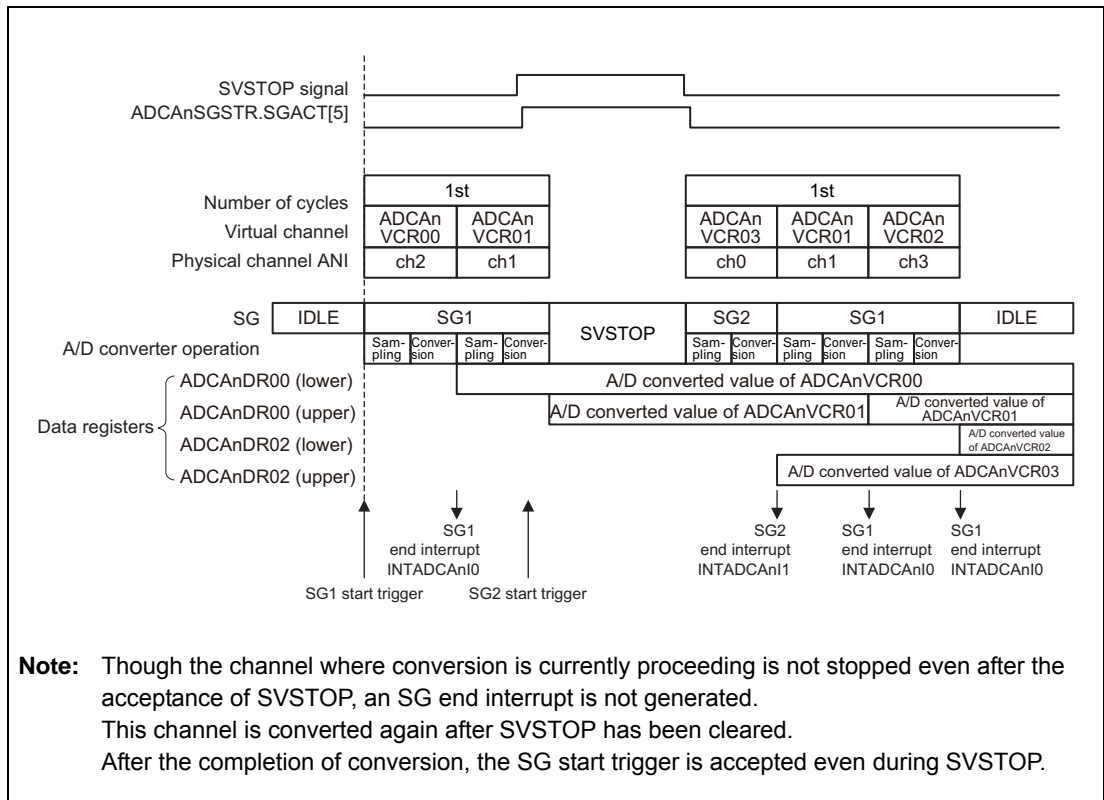 SVSTOP signal
ADCAnSGSTR.SGACT[5]
Number of cycles
1st
1st
Virtual channel
ADCAn
VCR00
ADCAn
VCR01
ADCAn
VCR03
ADCAn
VCR01
ADCAn
VCR02
Physical channel ANI
ch2
ch1
ch0
ch1
ch3
SG
IDLE
SG1
SVSTOP
SG2
SG1
IDLE
A/D converter operation
Sam-
pling
Conver-
sion
Sam-
pling
Conver-
sion
Sam-
pling
Conver-
sion
Sam-
pling
Conver-
sion
Sam-
pling
Conver-
sion
Data registers
ADCAnDR00 (lower)
A/D converted value of ADCAnVCR00
ADCAnDR00 (upper)
A/D converted value of ADCAnVCR01
A/D converted value of
ADCAnVCR01
ADCAnDR02 (lower)
A/D converted value
of ADCAnVCR02
ADCAnDR02 (upper)
A/D converted value of ADCAnVCR03
SG1
end interrupt
INTADCAnI0
SG2
end interrupt
INTADCAnI1
SG1
end interrupt
INTADCAnI0
SG1
end interrupt
INTADCAnI0
SG1 start trigger
SG2 start trigger
Note: Though the channel where conversion is currently proceeding is not stopped even after the
acceptance of SVSTOP, an SG end interrupt is not generated.
This channel is converted again after SVSTOP has been cleared.
After the completion of conversion, the SG start trigger is accepted even during SVSTOP.